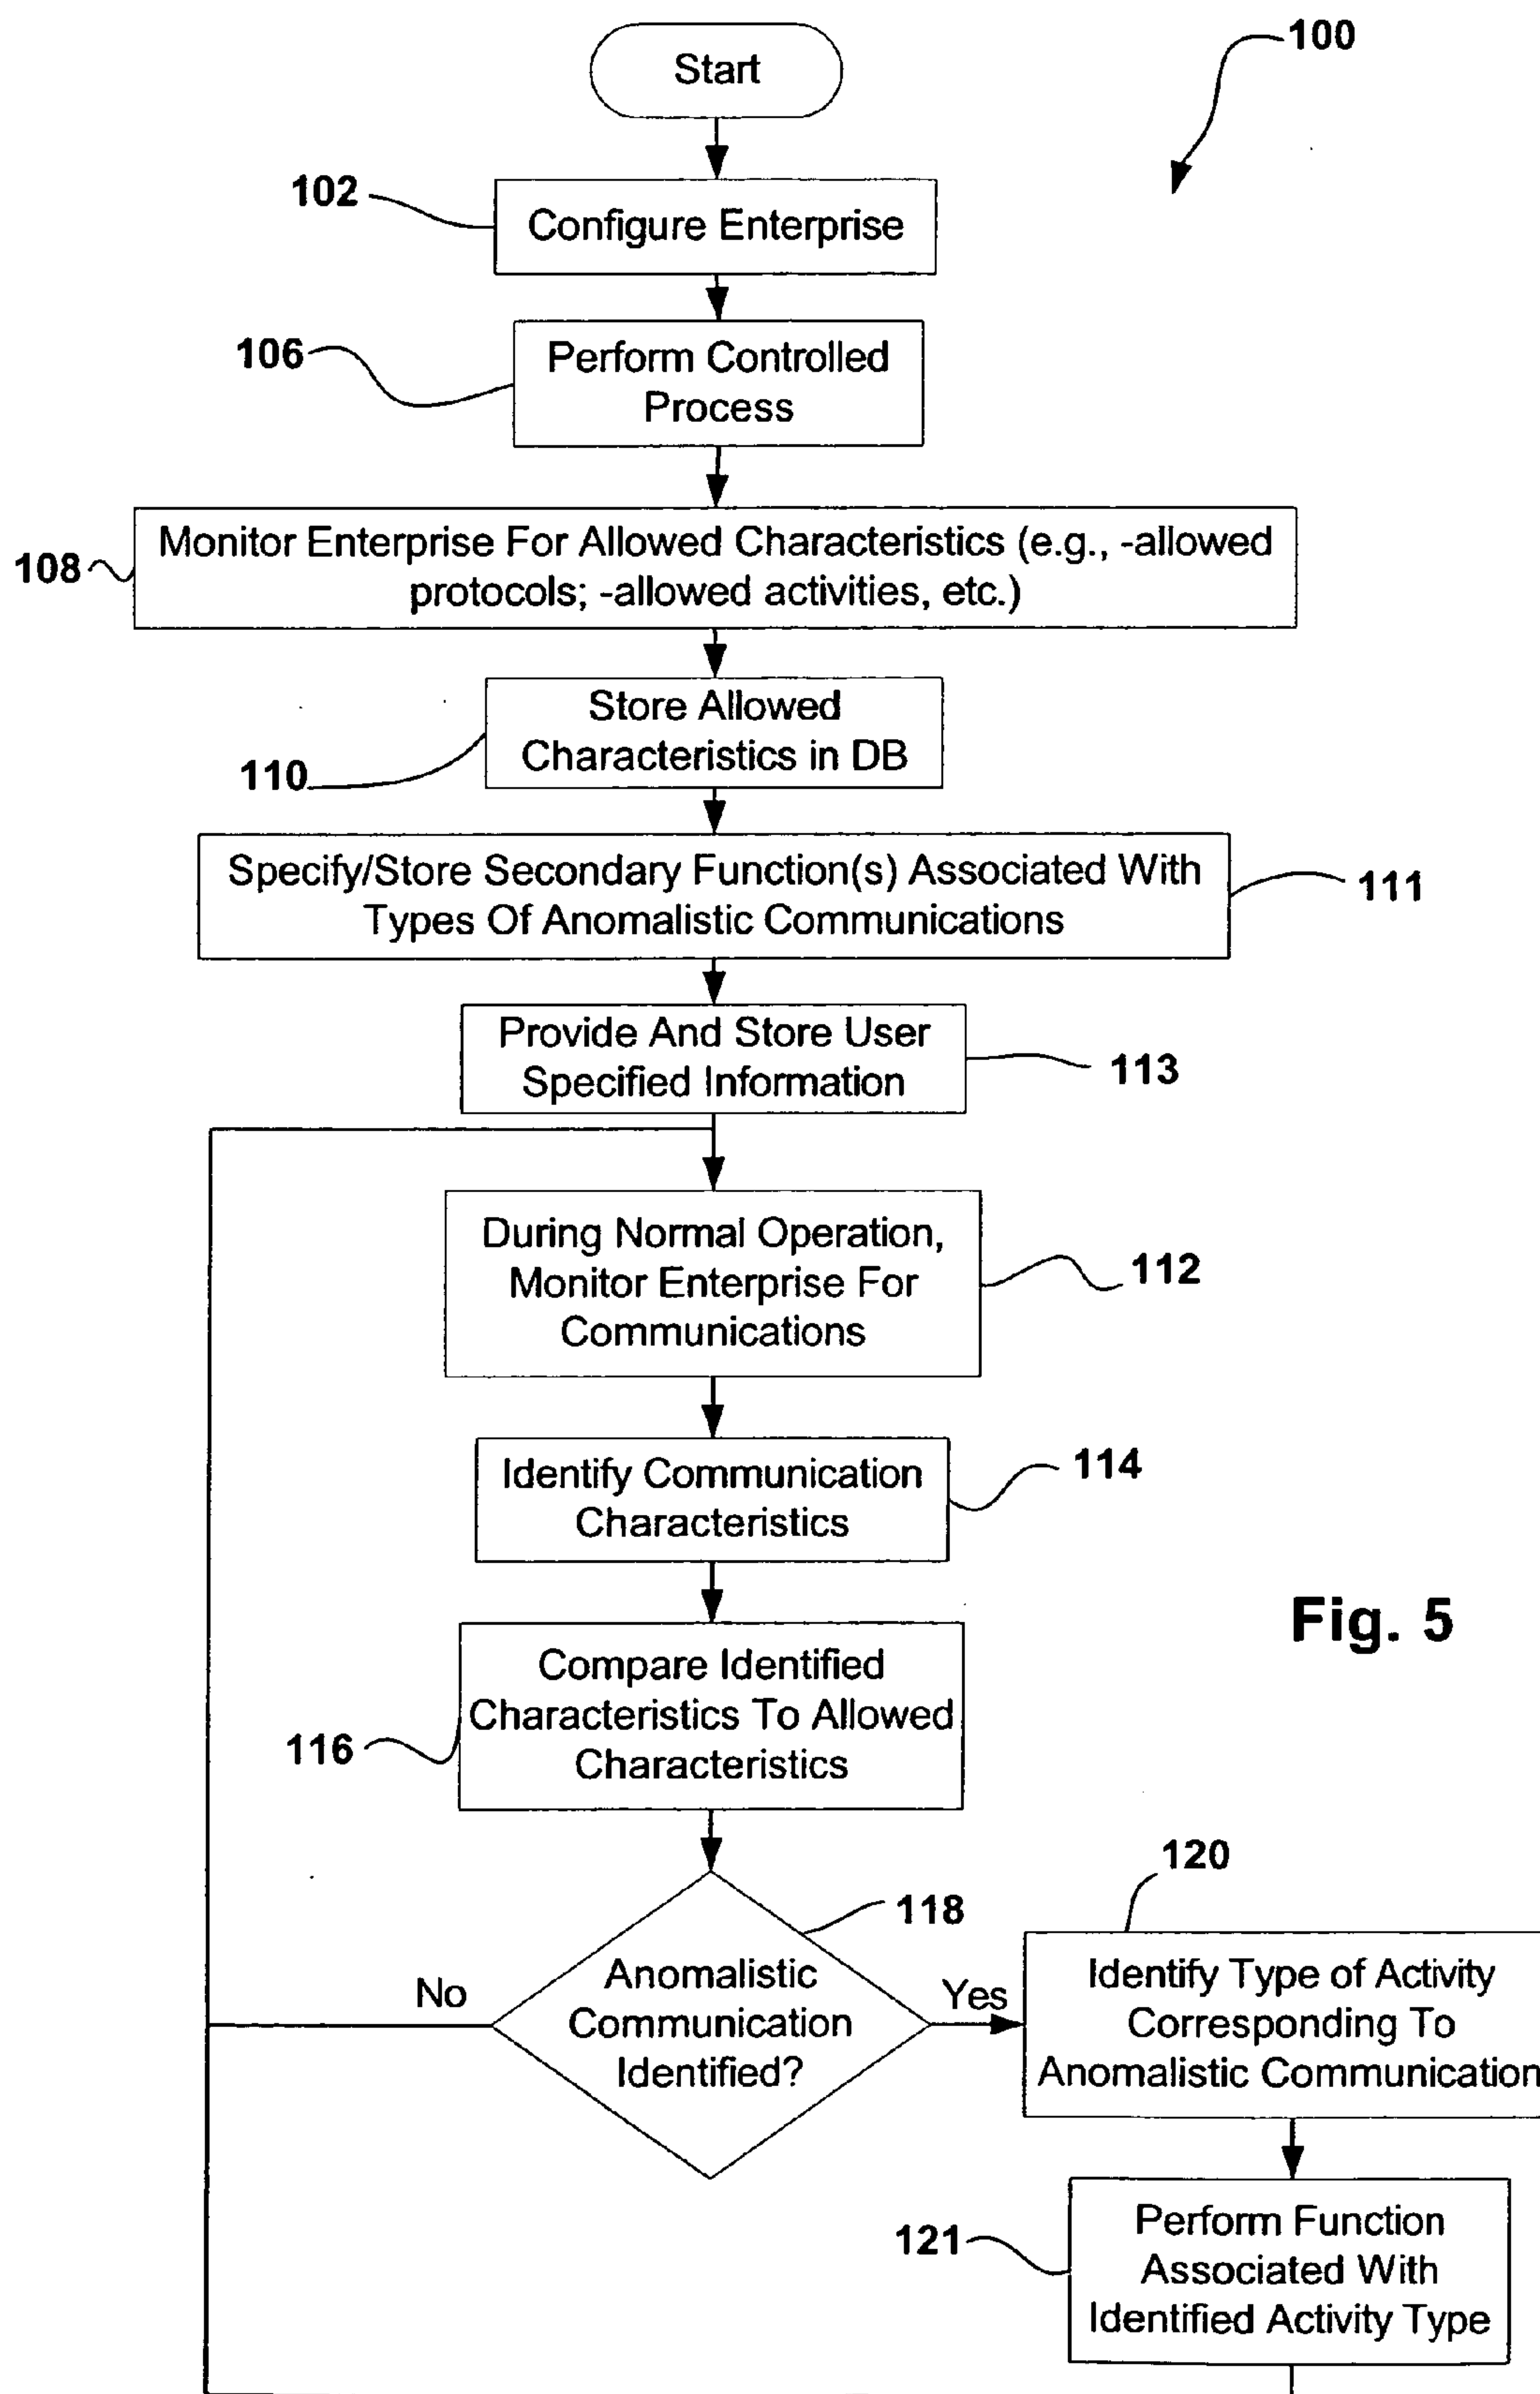 Start
100
102
Configure Enterprise
106
Perform Controlled
Process
108
Monitor Enterprise For Allowed Characteristics (e.g., -allowed
protocols; -allowed activities, etc.)
Store Allowed
Characteristics in DB
110
Specify/Store Secondary Function(s) Associated With
Types Of Anomalistic Communications
111
Provide And Store User
Specified Information
113
During Normal Operation,
Monitor Enterprise For
Communications
112
Identify Communication
Characteristics
114
Fig. 5
Compare Identified
Characteristics To Allowed
Characteristics
116
118
Anomalistic
Communication
Identified?
No
Yes
120
Identify Type of Activity
Corresponding To
Anomalistic Communication
121
Perform Function
Associated With
Identified Activity Type